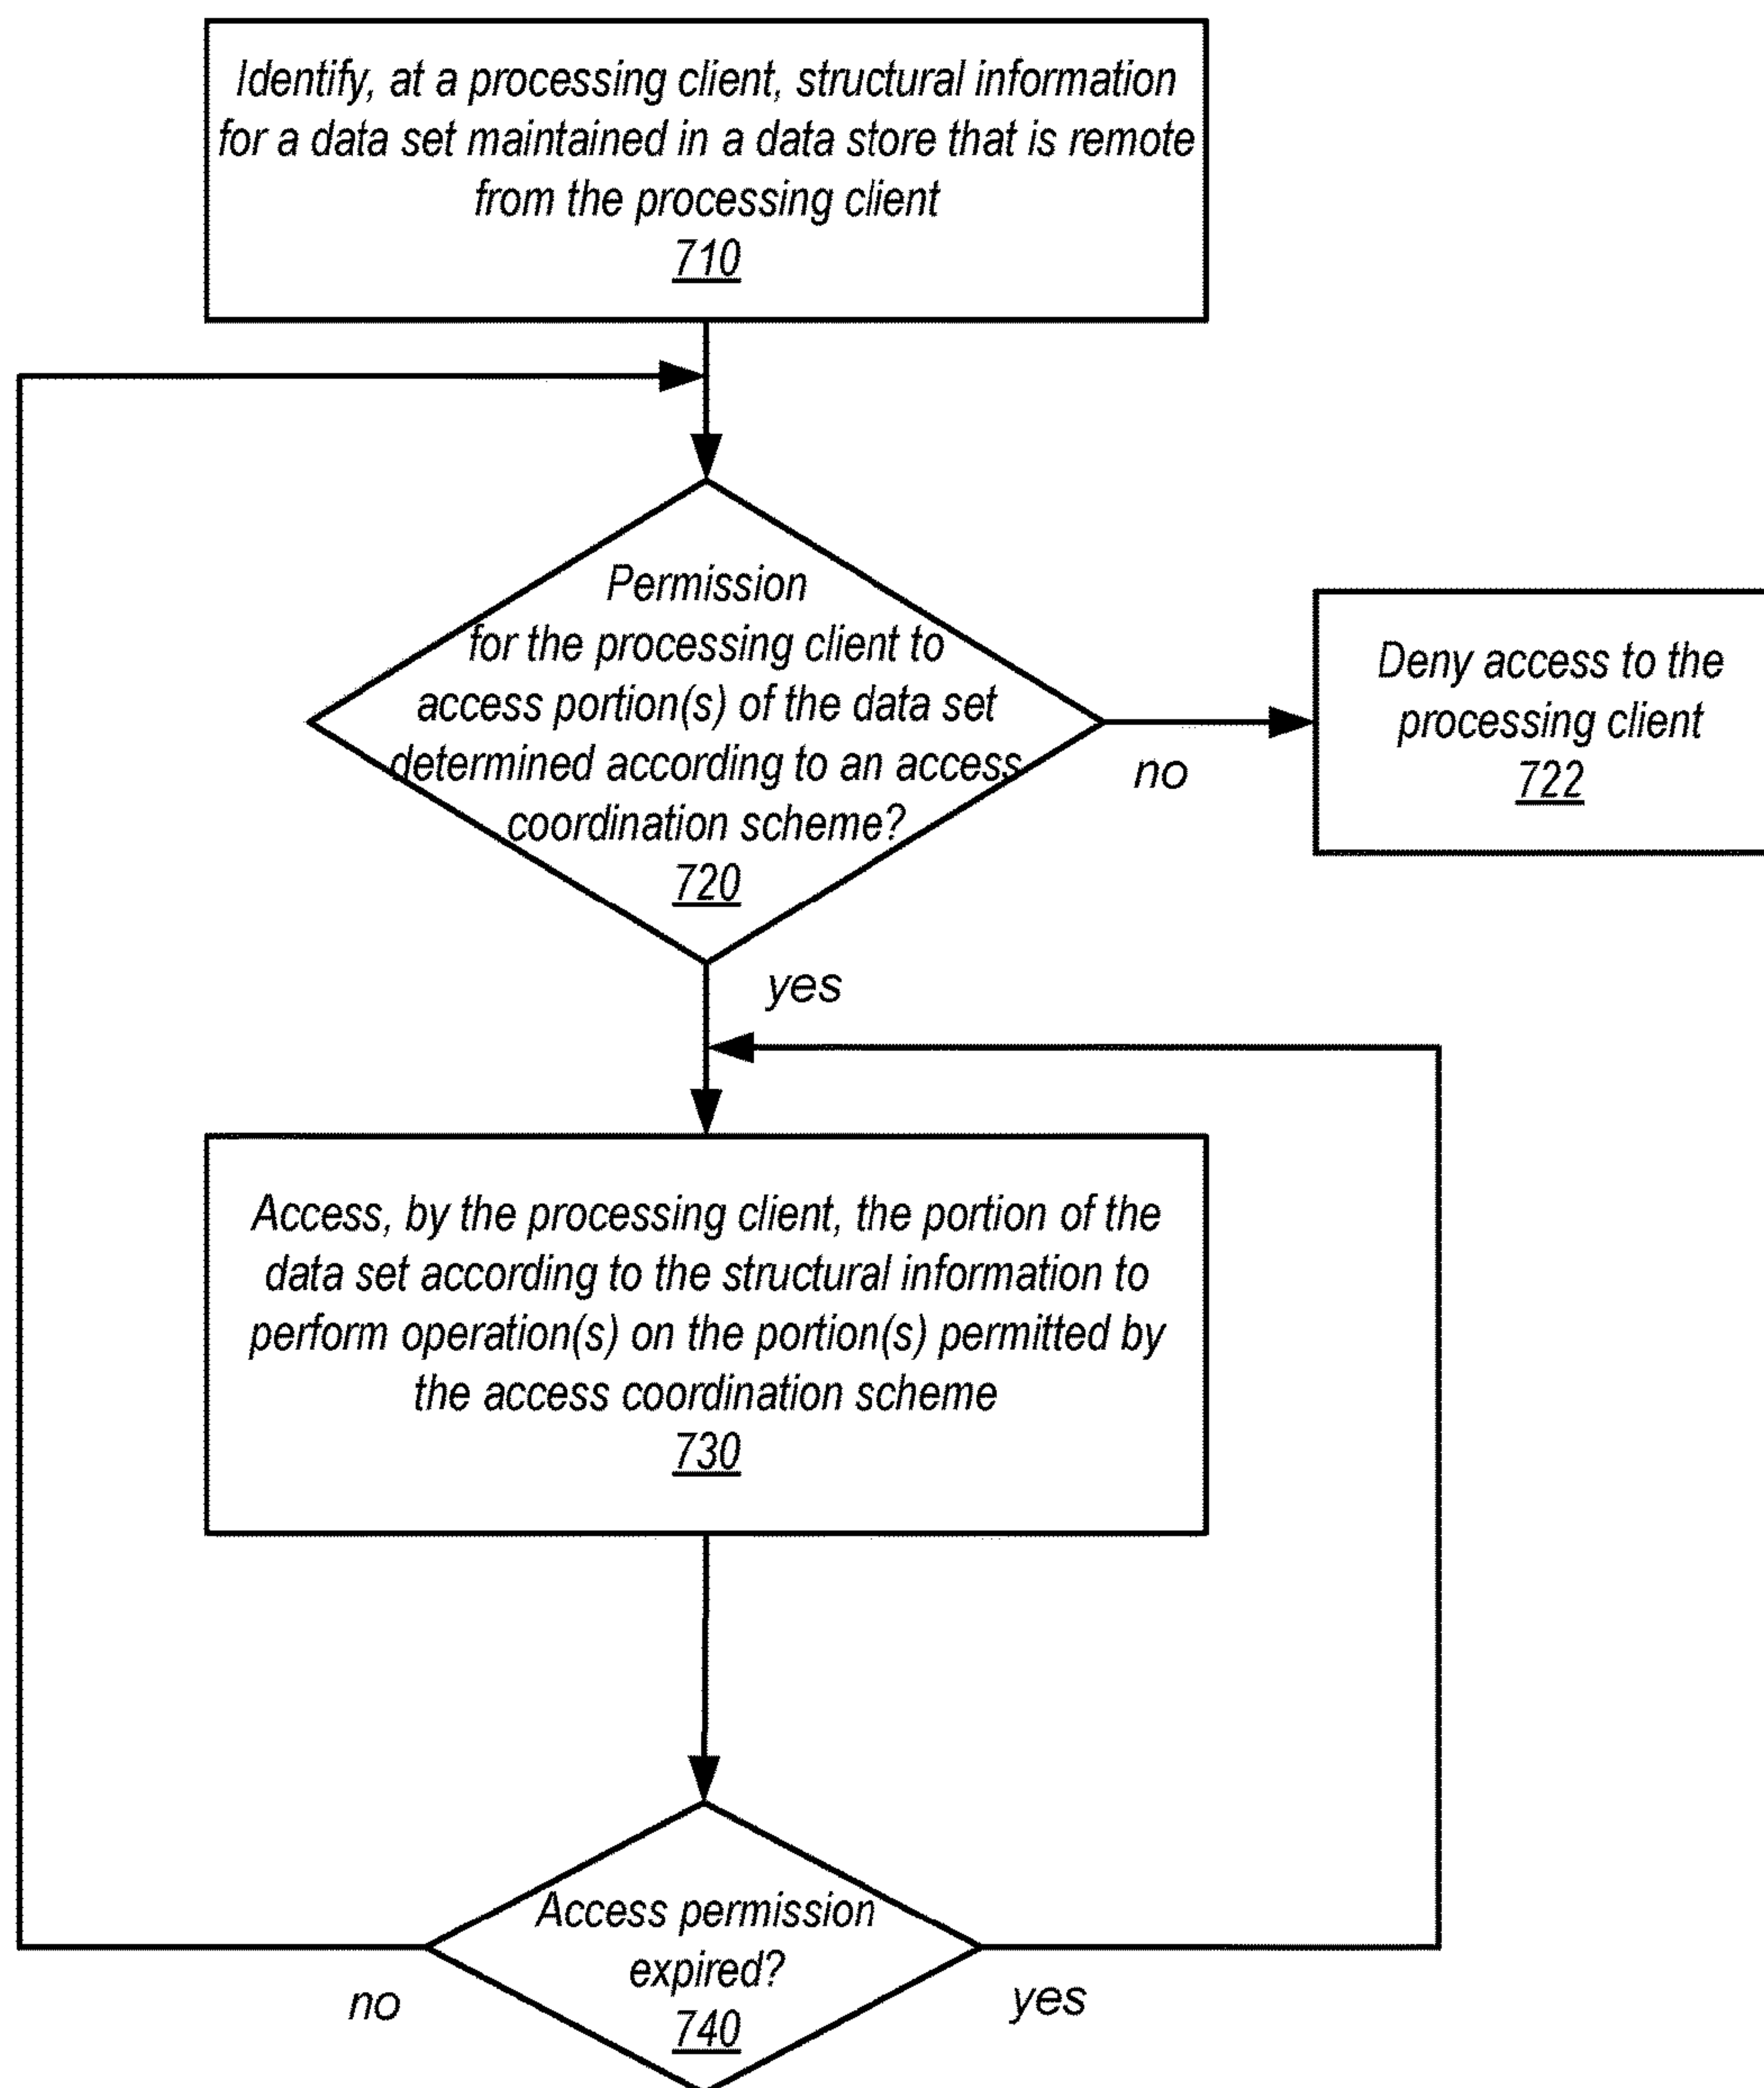 Identify, at a processing client, structural information
for a data set maintained in a data store that is remote
from the processing client
710
Permission
for the processing client to
access portion(s) of the data set
determined according to an access
coordination scheme?
720
no
Deny access to the
processing client
722
yes
Access, by the processing client, the portion of the
data set according to the structural information to
perform operation(s) on the portion(s) permitted by
the access coordination scheme
730
Access permission
expired?
740
no
yes